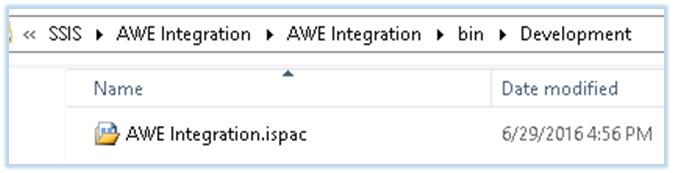 « SSIS ▸ AWE Integration ▸ AWE Integration ▸ bin ▸ Development
Name Date modified
AWE Integration.ispac 6/29/2016 4:56 PM